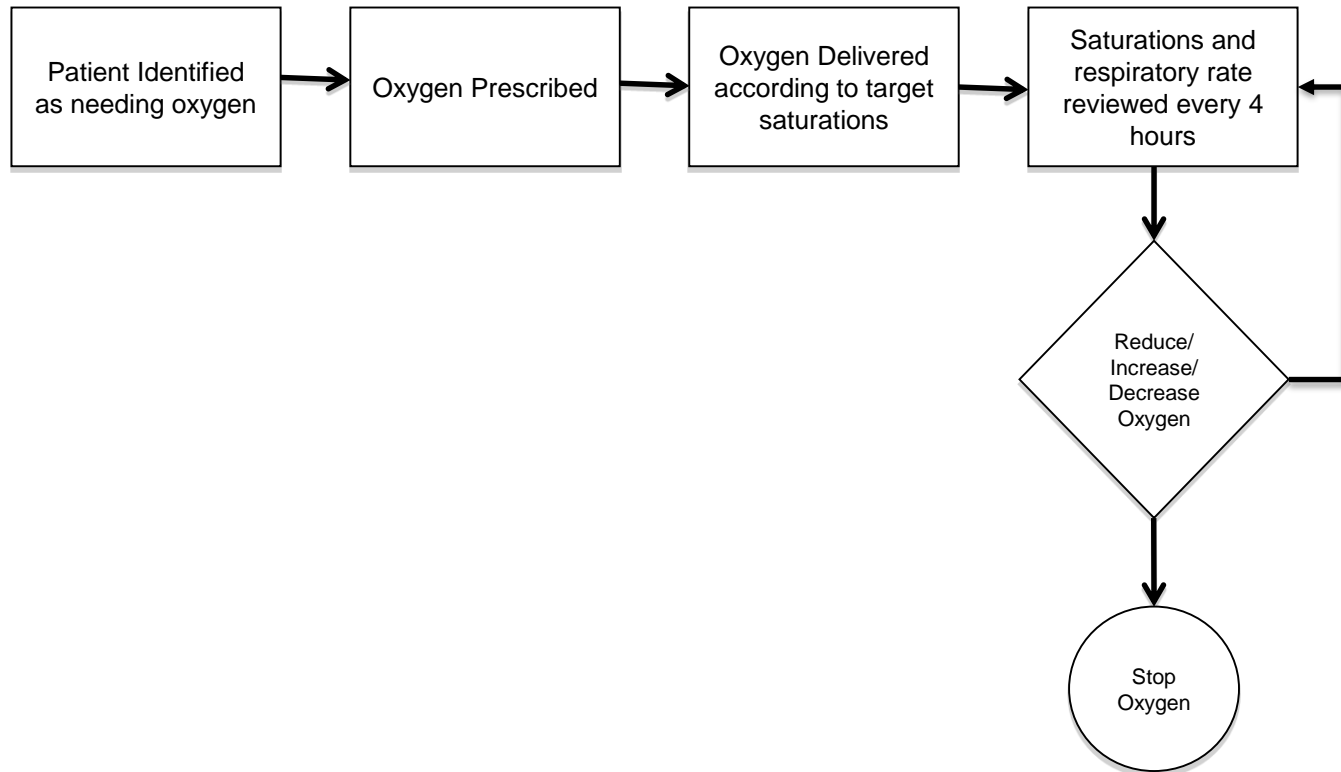 Patient Identified
as needing oxygen
Oxygen Prescribed
Oxygen Delivered
according to target
saturations
Saturations and
respiratory rate
reviewed every 4
hours
Reduce/
Increase/
Decrease
Oxygen
Stop
Oxygen